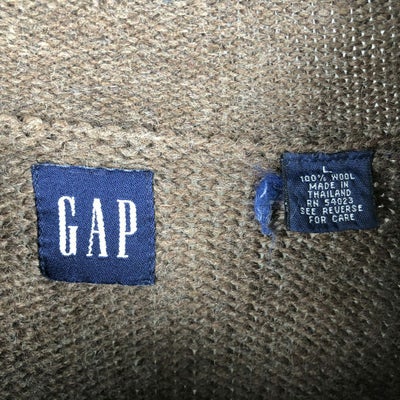 GAP
L
100% WOOL
MADE IN
THAILAND
RN 54023
SEE REVERSE
FOR CARE